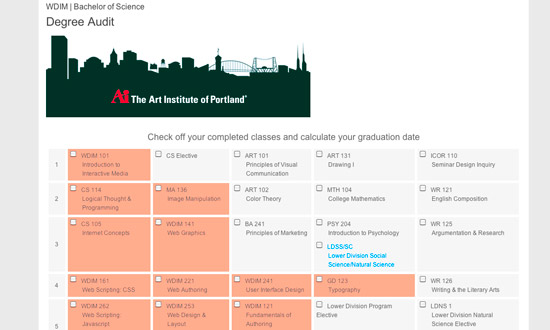 WDIM | Bachelor of Science
Degree Audit
Ai The Art Institute of Portland
Check off your completed classes and calculate your graduation date
1
WDIM 101
Introduction to
Interactive Media
CS Elective
ART 101
Principles of Visual
Communication
ART 131
Drawing I
ICOR 110
Seminar Design Inquiry
2
CS 114
Logical Thought &
Programming
MA 136
Image Manipulation
ART 102
Color Theory
MTH 104
College Mathematics
WR 121
English Composition
3
CS 105
Internet Concepts
WDIM 141
Web Graphics
BA 241
Principles of Marketing
PSY 204
Introduction to Psychology
LDSS/SC
Lower Division Social
Science/Natural Science
WR 125
Argumentation & Research
4
WDIM 161
Web Scripting: CSS
WDIM 221
Web Authoring
WDIM 241
User Interface Design
GD 123
Typography
WR 126
Writing & the Literary Arts
5
WDIM 262
Web Scripting:
Javascript
WDIM 253
Web Design &
Layout
WDIM 121
Fundamentals of
Authoring
Lower Division Program
Elective
LDNS 1
Lower Division Natural
Science Elective